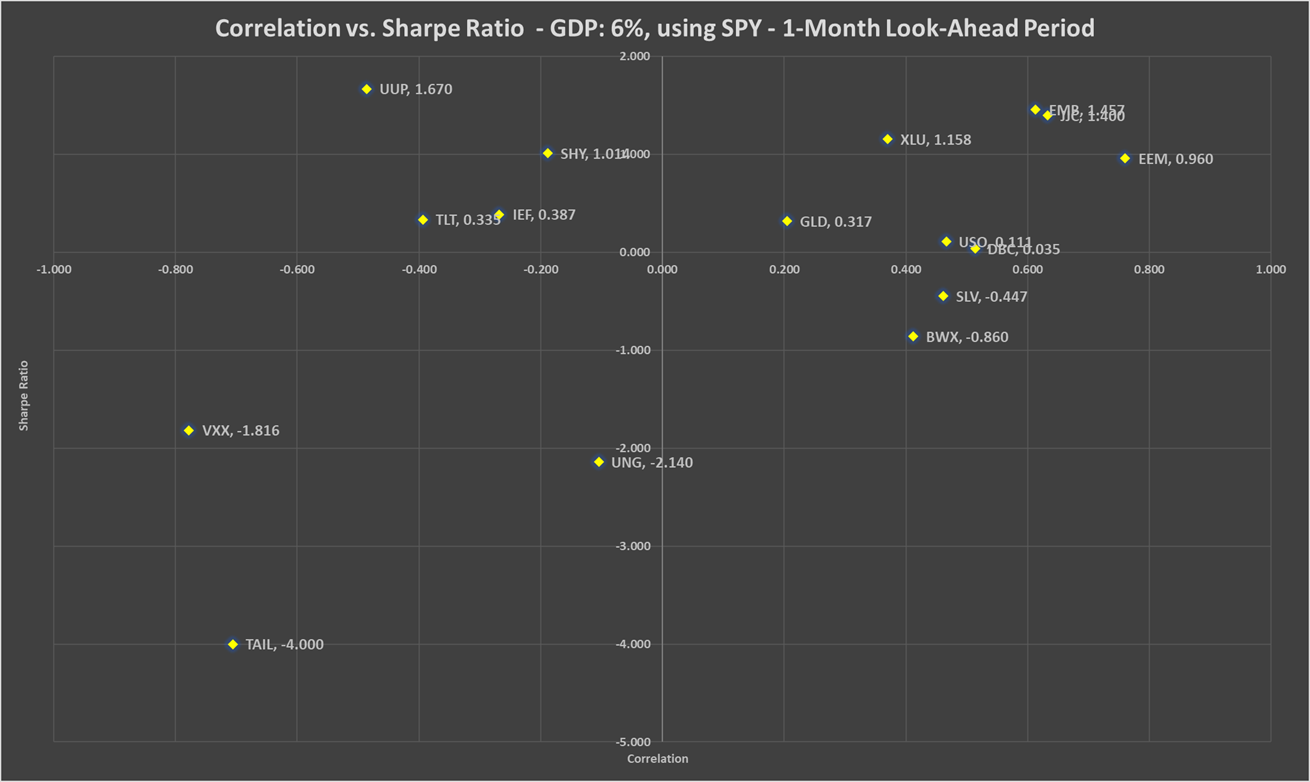 Correlation vs. Sharpe Ratio - GDP: 6%, using SPY - 1-Month Look-Ahead Period
2.000
UUP, 1.670
EMB, 1.457
JJC, 1.400
XLU, 1.158
SHY, 1.014
1.000
EEM, 0.960
TLT, 0.335
IEF, 0.387
GLD, 0.317
USO, 0.111
DBC, 0.035
0.000
-1.000
-0.800
-0.600
-0.400
-0.200
0.000
0.200
0.400
0.600
0.800
1.000
SLV, -0.447
BWX, -0.860
-1.000
Sharpe Ratio
VXX, -1.816
-2.000
UNG, -2.140
-3.000
TAIL, -4.000
-4.000
-5.000
Correlation